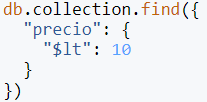 db.collection.find({
  "precio": {
    "$lt": 10
  }
})